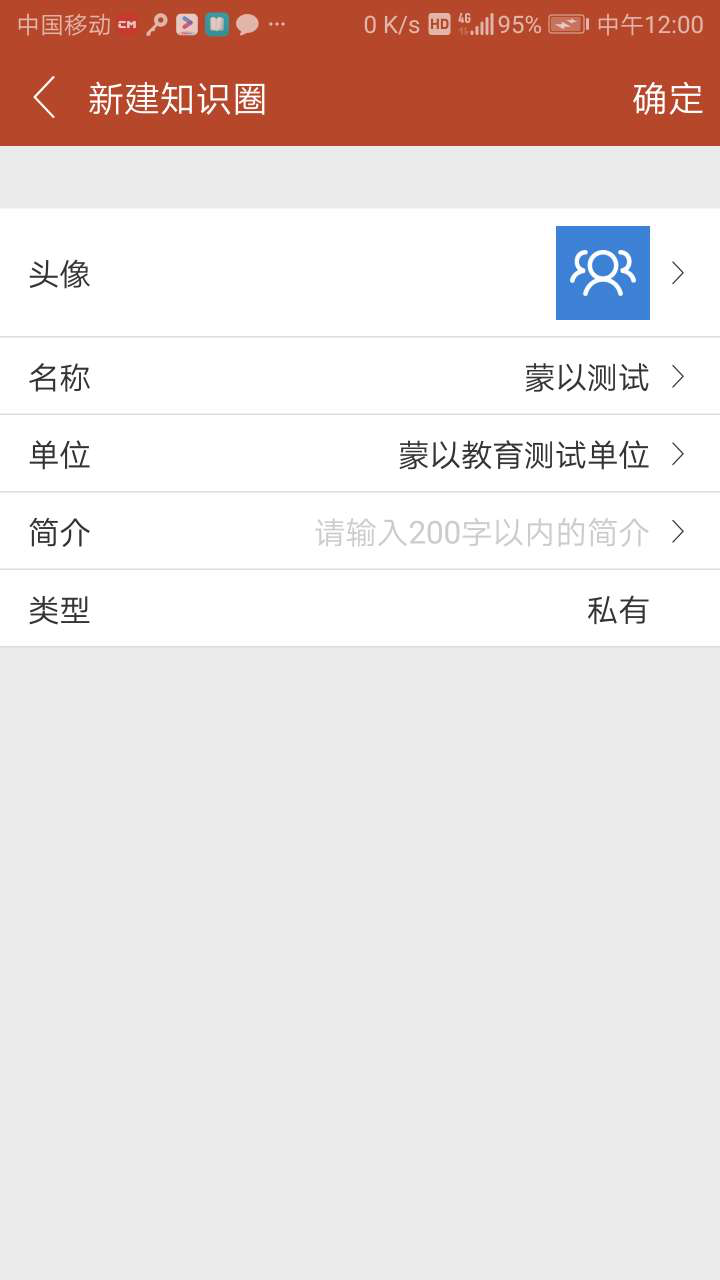 中国移动 CM ··· 0 K/s HD 4G 95% 中午12:00
新建知识圈 确定
头像
名称 蒙以测试
单位 蒙以教育测试单位
简介 请输入200字以内的简介
类型 私有